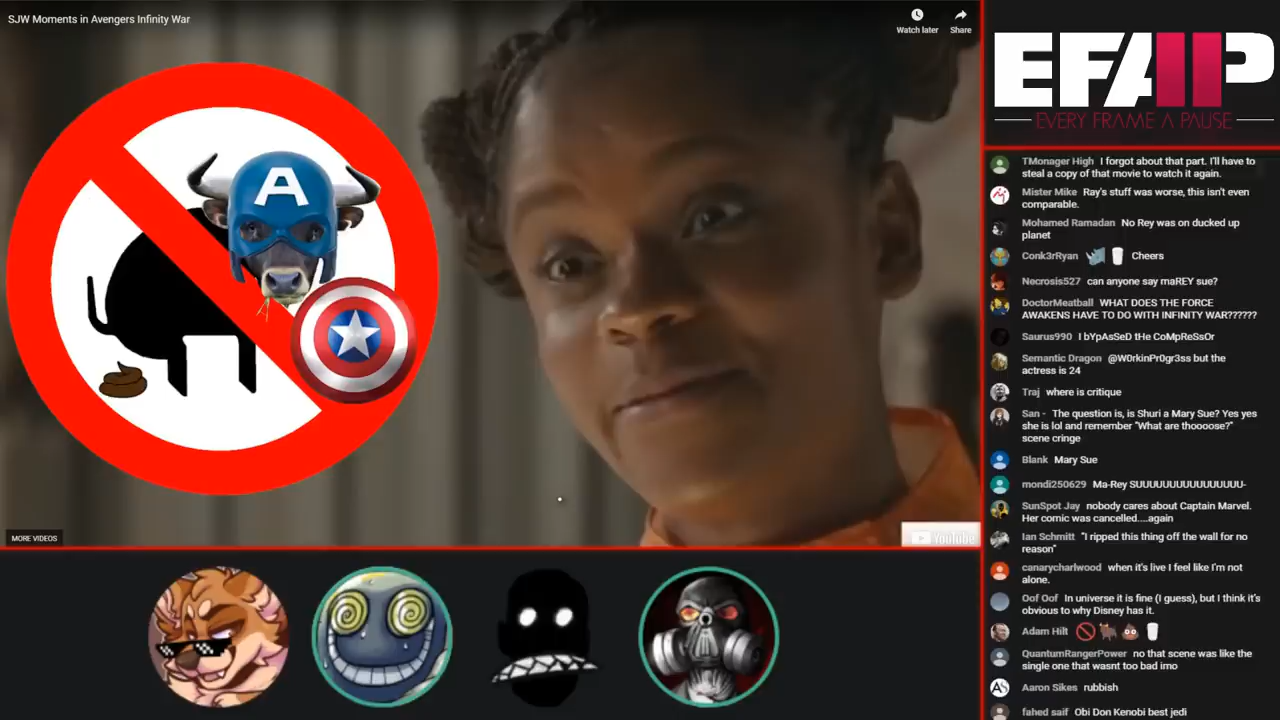 SJW Moments in Avengers Infinity War
Watch later
Share
A
MORE VIDEOS
YouTube
EFAP
EVERY FRAME A PAUSE
TMonager High I forgot about that part. I'll have to
steal a copy of that movie to watch it again.
Mister Mike Ray's stuff was worse, this isn't even
comparable.
Mohamed Ramadan No Rey was on ducked up
planet
Conk3rRyan Cheers
Necrosis527 can anyone say maREY sue?
DoctorMeatball WHAT DOES THE FORCE
AWAKENS HAVE TO DO WITH INFINITY WAR??????
Saurus990 I bYpAsSeD tHe CoMpReSsOr
Semantic Dragon @W0rkinPr0gr3ss but the
actress is 24
Traj where is critique
San - The question, is is Shuri a Mary Sue? Yes yes
she is lol and remember "What are thoooose?"
scene cringe
Blank Mary Sue
mondi250629 Ma-Rey SUUUUUUUUUUUUUUUU-
SunSpot Jay nobody cares about Captain Marvel.
Her comic was cancelled....again
Ian Schmitt "I ripped this thing off the wall for no
reason"
canarycharlwood when it's live I feel like I'm not
alone.
Oof Oof In universe it is fine (I guess), but I think it's
obvious to why Disney has it.
Adam Hilt
QuantumRangerPower no that scene was like the
single one that wasnt too bad imo
AS Aaron Sikes rubbish
fahed saif Obi Don Kenobi best jedi